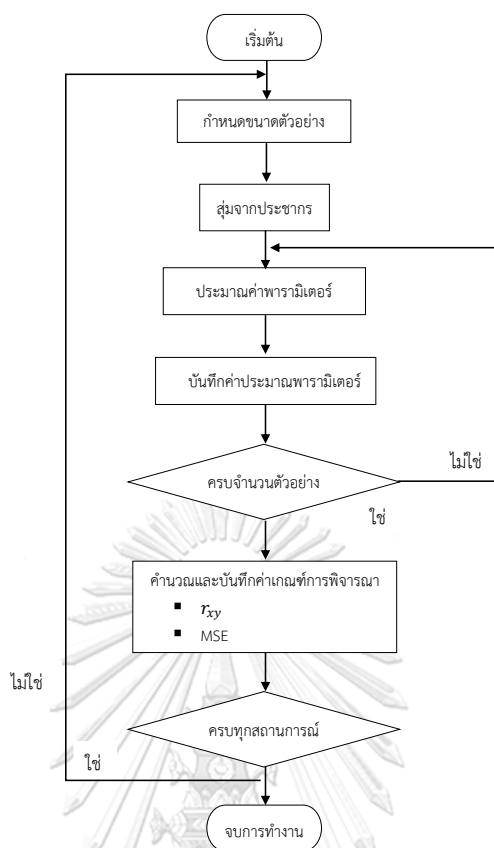 เริ่มต้น
กำหนดขนาดตัวอย่าง
สุ่มจากประชากร
ประมาณค่าพารามิเตอร์
บันทึกค่าประมาณพารามิเตอร์
ครบจำนวนตัวอย่าง
ไม่ใช่
ใช่
คำนวณและบันทึกค่าเกณฑ์การพิจารณา
▪ rxy
▪ MSE
ไม่ใช่
ครบทุกสถานการณ์
ใช่
จบการทำงาน